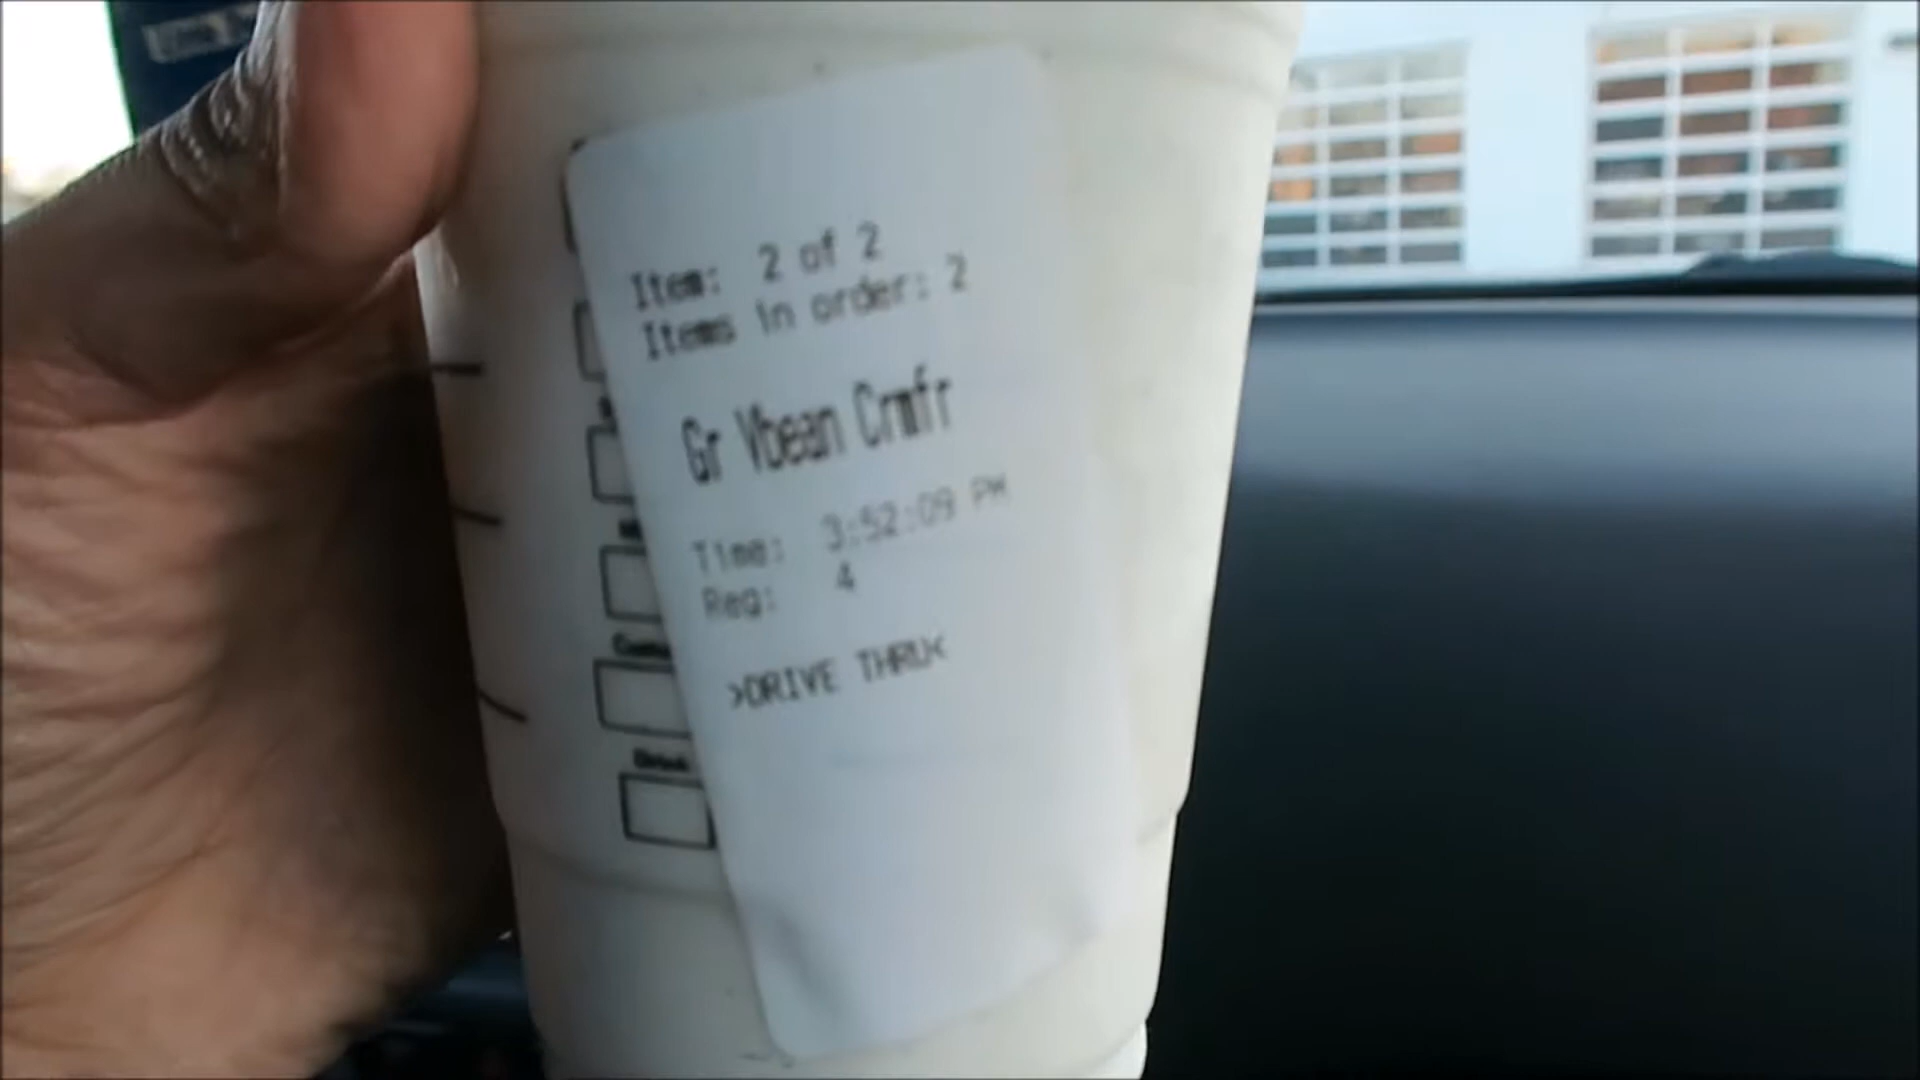 Item: 2 of 2
Items in order: 2
Gr Vbean Crmfr
Time: 3:52:09 PM
Reg: 4
>DRIVE THRU<